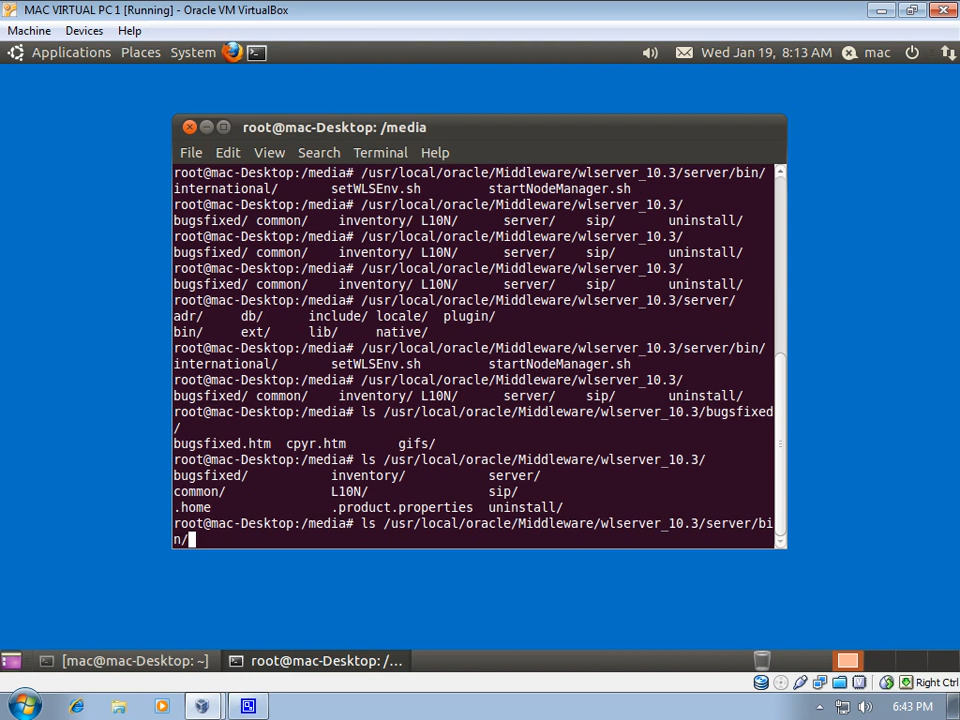 MAC VIRTUAL PC 1 [Running] - Oracle VM VirtualBox
Machine Devices Help
Applications Places System Wed Jan 19, 8:13 AM mac
root@mac-Desktop: /media
File Edit View Search Terminal Help
root@mac-Desktop:/media# /usr/local/oracle/Middleware/wlserver_10.3/server/bin/
international/ setWLSEnv.sh startNodeManager.sh
root@mac-Desktop:/media# /usr/local/oracle/Middleware/wlserver_10.3/
bugsfixed/ common/ inventory/ L10N/ server/ sip/ uninstall/
root@mac-Desktop:/media# /usr/local/oracle/Middleware/wlserver_10.3/
bugsfixed/ common/ inventory/ L10N/ server/ sip/ uninstall/
root@mac-Desktop:/media# /usr/local/oracle/Middleware/wlserver_10.3/
bugsfixed/ common/ inventory/ L10N/ server/ sip/ uninstall/
root@mac-Desktop:/media# /usr/local/oracle/Middleware/wlserver_10.3/server/
adr/ db/ include/ locale/ plugin/
bin/ ext/ lib/ native/
root@mac-Desktop:/media# /usr/local/oracle/Middleware/wlserver_10.3/server/bin/
international/ setWLSEnv.sh startNodeManager.sh
root@mac-Desktop:/media# /usr/local/oracle/Middleware/wlserver_10.3/
bugsfixed/ common/ inventory/ L10N/ server/ sip/ uninstall/
root@mac-Desktop:/media# ls /usr/local/oracle/Middleware/wlserver_10.3/bugsfixed
/
bugsfixed.htm cpyr.htm gifs/
root@mac-Desktop:/media# ls /usr/local/oracle/Middleware/wlserver_10.3/
bugsfixed/ inventory/ server/
common/ L10N/ sip/
.home .product.properties uninstall/
root@mac-Desktop:/media# ls /usr/local/oracle/Middleware/wlserver_10.3/server/bi
n/
[mac@mac-Desktop: ~] root@mac-Desktop: /...
Right Ctrl
6:43 PM